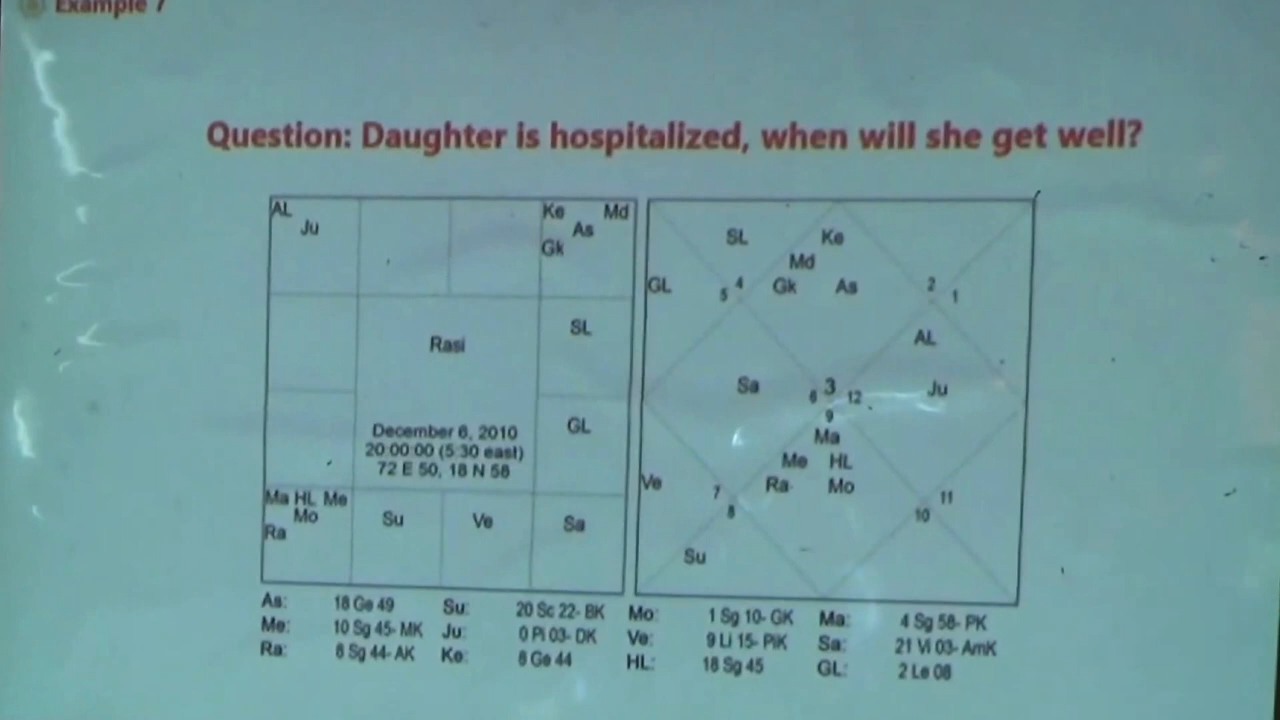 Example 7
Question: Daughter is hospitalized, when will she get well?
AL
Ju
Ke Md
As
Gk
SL
Rasi
GL
December 6, 2010
20:00:00 (5:30 east)
72 E 50, 18 N 58
Ma HL Me
Mo
Ra
Su
Ve
Sa
SL Ke
Md
GL 5 4 Gk As 2 1
AL
Sa 6 3 12 Ju
9
Ma
Me HL
Ve 7 Ra Mo 11
8 10
Su
As: 18 Ge 49 Su: 20 Sc 22- BK Mo: 1 Sg 10- GK Ma: 4 Sg 58- PK
Me: 10 Sg 45- MK Ju: 0 Pi 03- DK Ve: 9 Li 15- PiK Sa: 21 Vi 03- AmK
Ra: 8 Sg 44- AK Ke: 8 Ge 44 HL: 18 Sg 45 GL: 2 Le 08